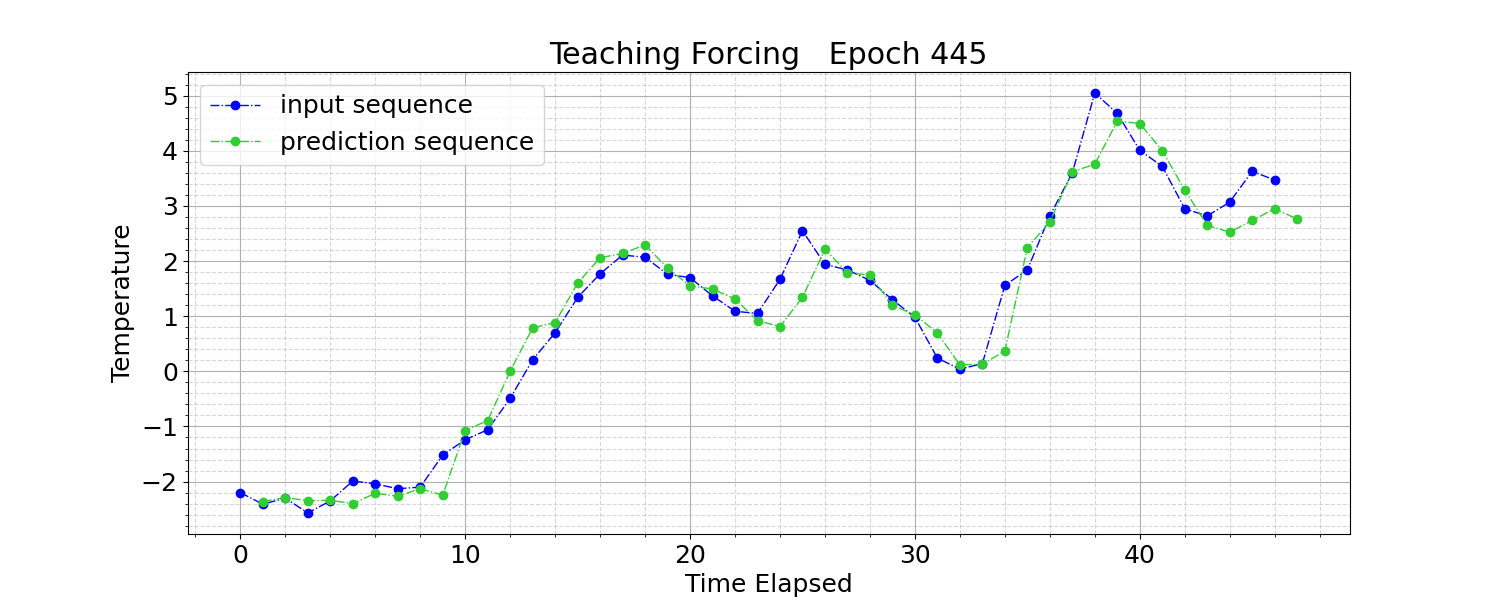 Teaching Forcing   Epoch 445
input sequence
prediction sequence
5
4
3
2
1
0
−1
−2
Temperature
0 10 20 30 40
Time Elapsed